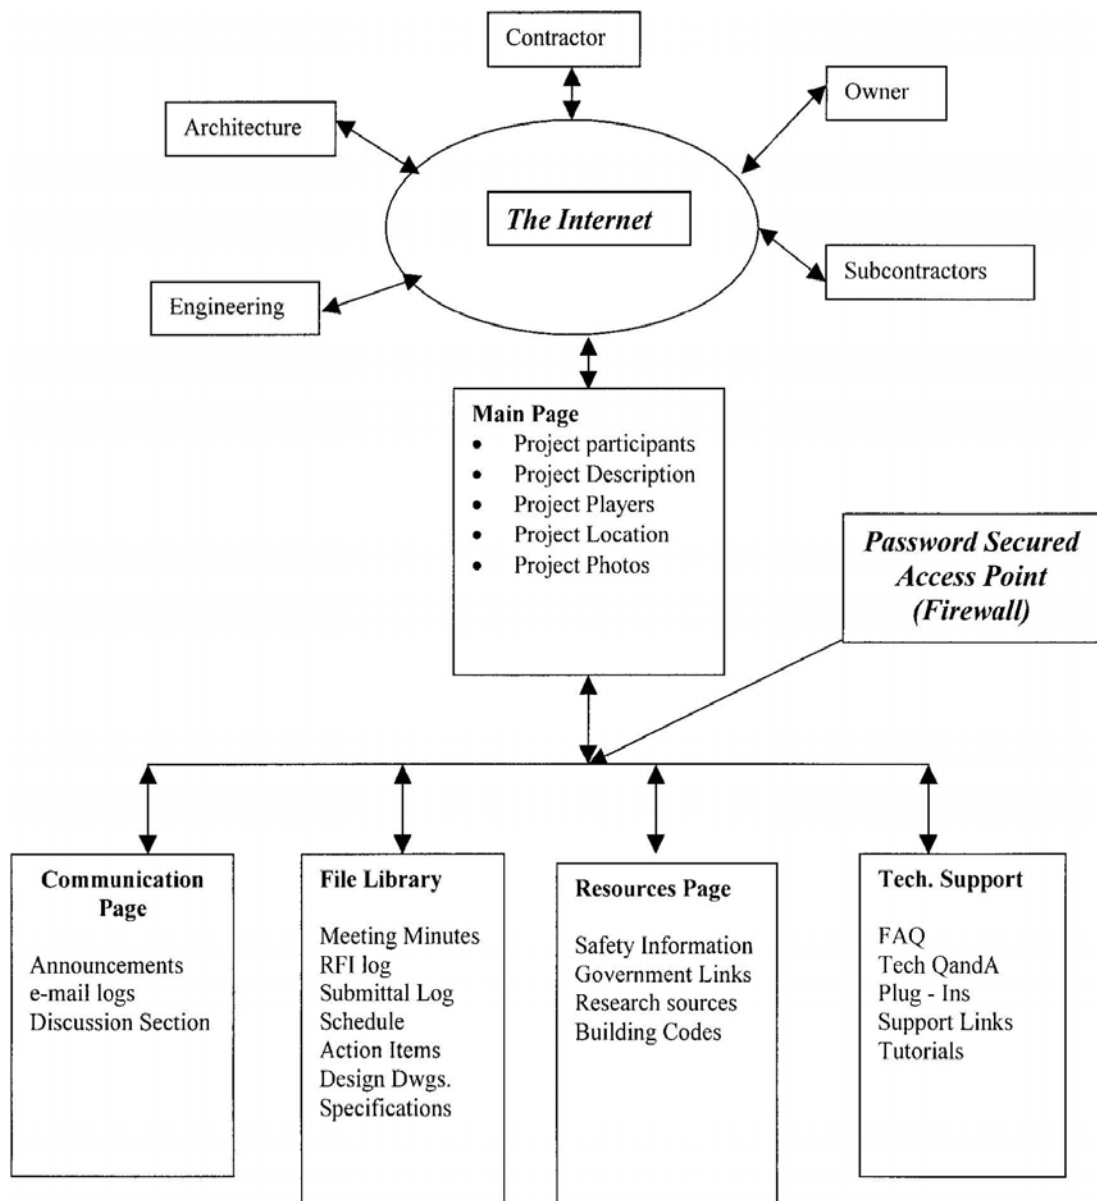 Contractor
Owner
Architecture
The Internet
Subcontractors
Engineering
Main Page
• Project participants
• Project Description
• Project Players
• Project Location
• Project Photos
Password Secured
Access Point
(Firewall)
Communication
Page
Announcements
e-mail logs
Discussion Section
File Library
Meeting Minutes
RFI log
Submittal Log
Schedule
Action Items
Design Dwgs.
Specifications
Resources Page
Safety Information
Government Links
Research sources
Building Codes
Tech. Support
FAQ
Tech QandA
Plug - Ins
Support Links
Tutorials